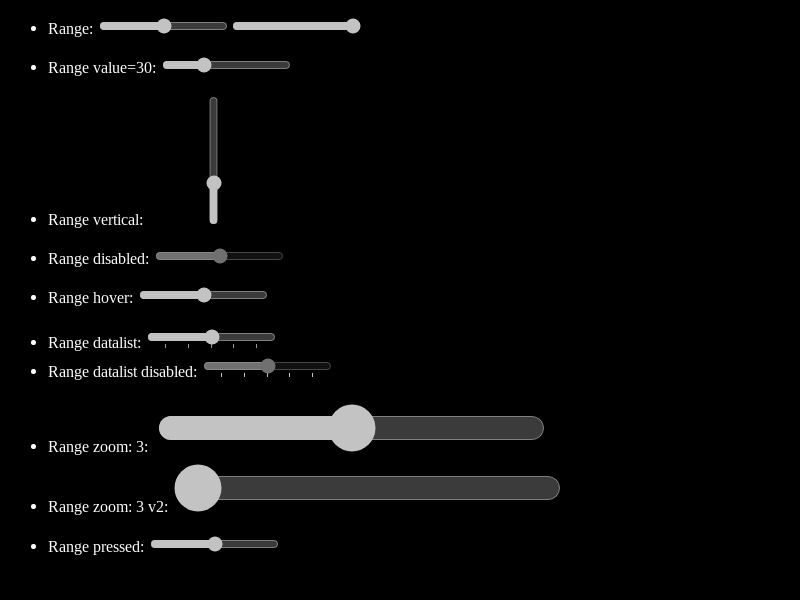 Range:
Range value=30:
Range vertical:
Range disabled:
Range hover:
Range datalist:
Range datalist disabled:
Range zoom: 3:
Range zoom: 3 v2:
Range pressed: